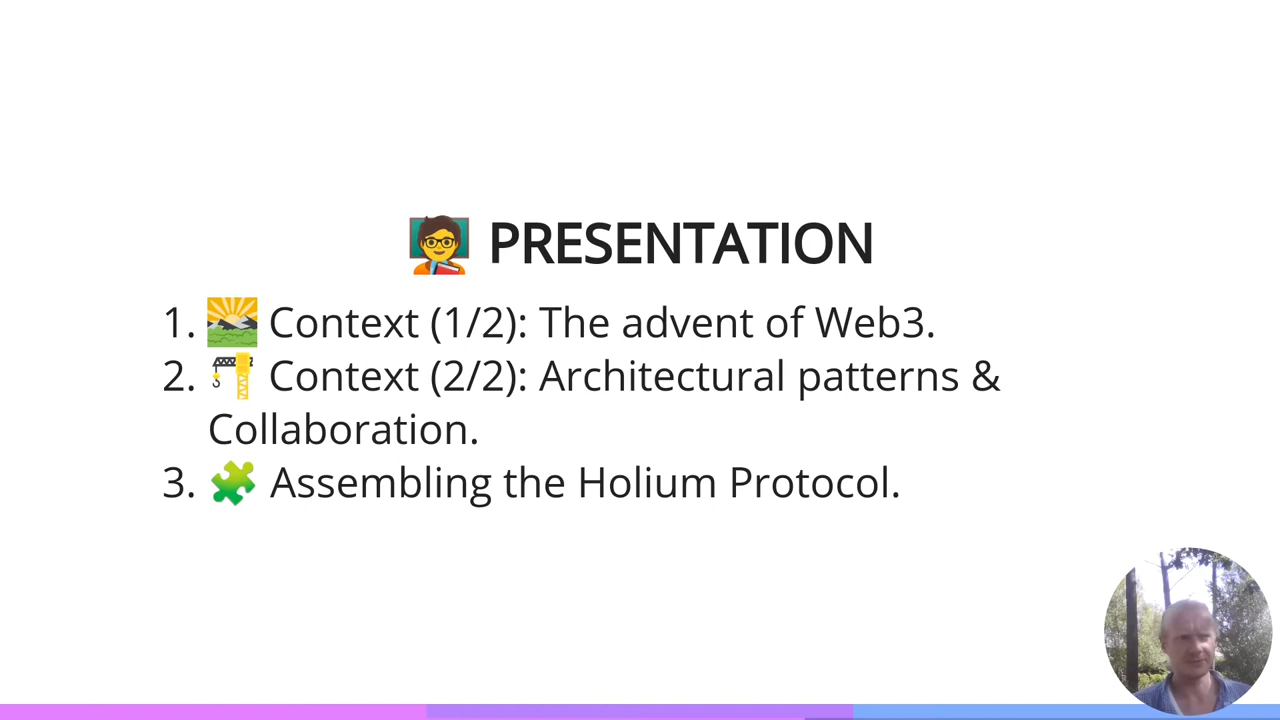 PRESENTATION
1. Context (1/2): The advent of Web3.
2. Context (2/2): Architectural patterns &
Collaboration.
3. Assembling the Holium Protocol.